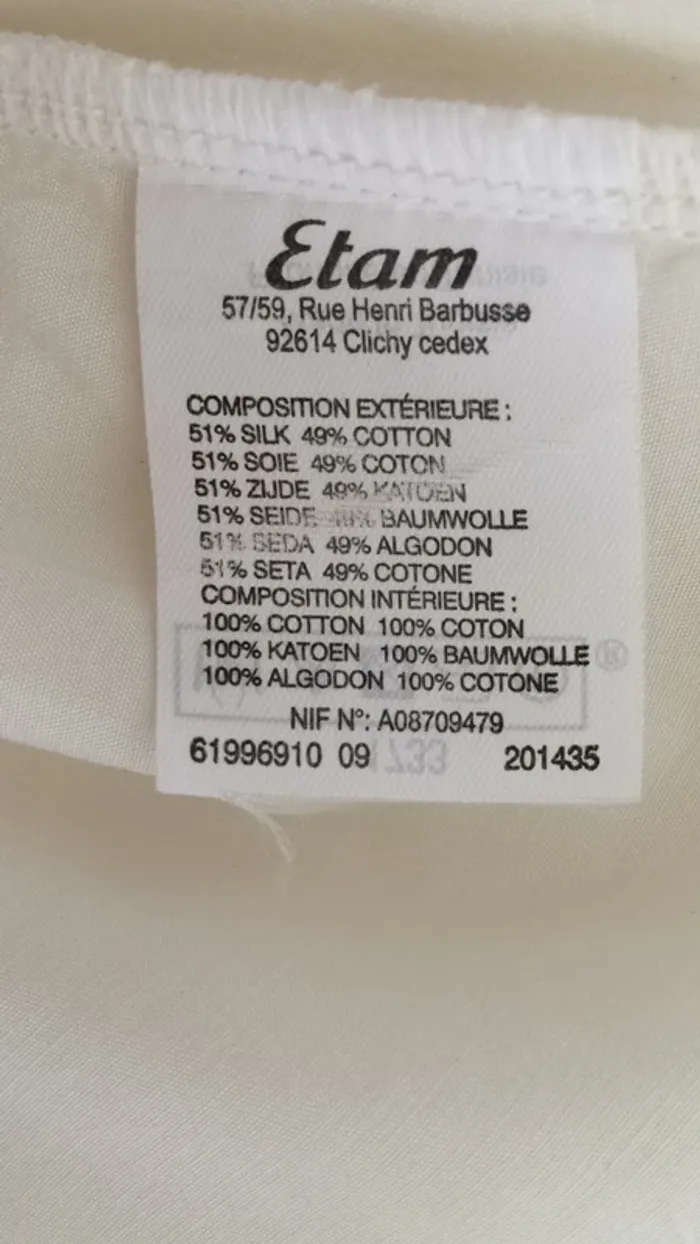 Etam
57/59, Rue Henri Barbusse
92614 Clichy cedex
COMPOSITION EXTÉRIEURE :
51% SILK 49% COTTON
51% SOIE 49% COTON
51% ZIJDE 49% KATOEN
51% SEIDE 49% BAUMWOLLE
51% SEDA 49% ALGODON
51% SETA 49% COTONE
COMPOSITION INTÉRIEURE :
100% COTTON 100% COTON
100% KATOEN 100% BAUMWOLLE
100% ALGODON 100% COTONE
NIF N°: A08709479
61996910 09 201435